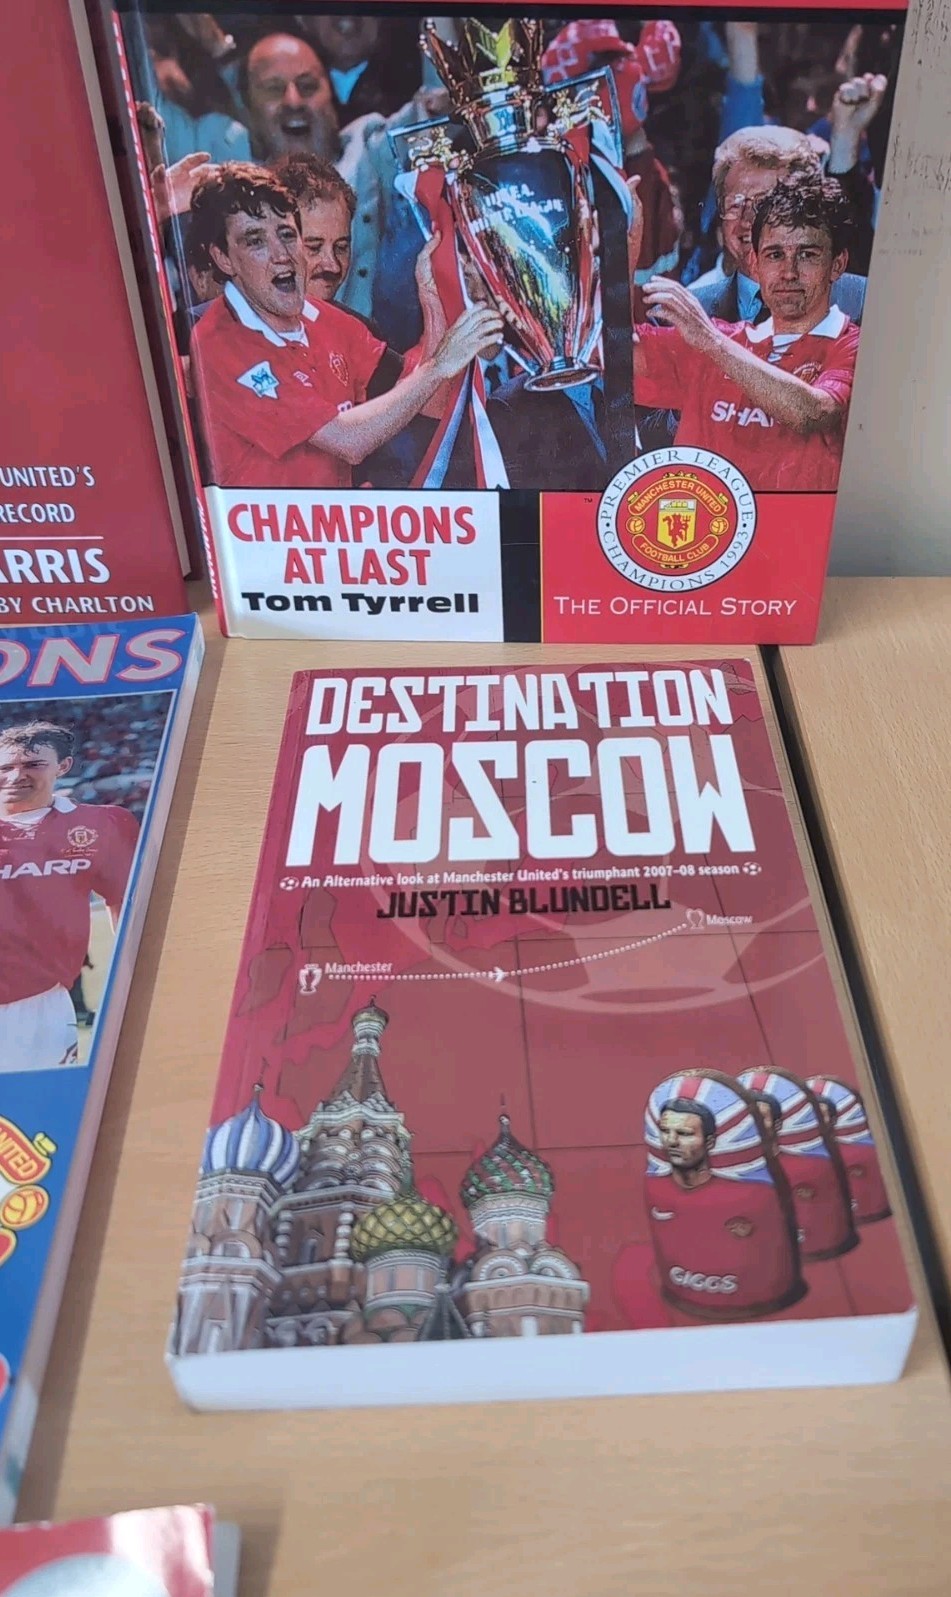 UNITED'S
RECORD
BY CHARLTON
SHARP
CHAMPIONS
AT LAST
Tom Tyrrell
™
PREMIER LEAGUE
CHAMPIONS 1993
MANCHESTER UNITED
FOOTBALL CLUB
THE OFFICIAL STORY
HARP
DESTINATION
MOSCOW
An Alternative look at Manchester United's triumphant 2007-08 season
JUSTIN BLUNDELL
Moscow
Manchester
GIGGS